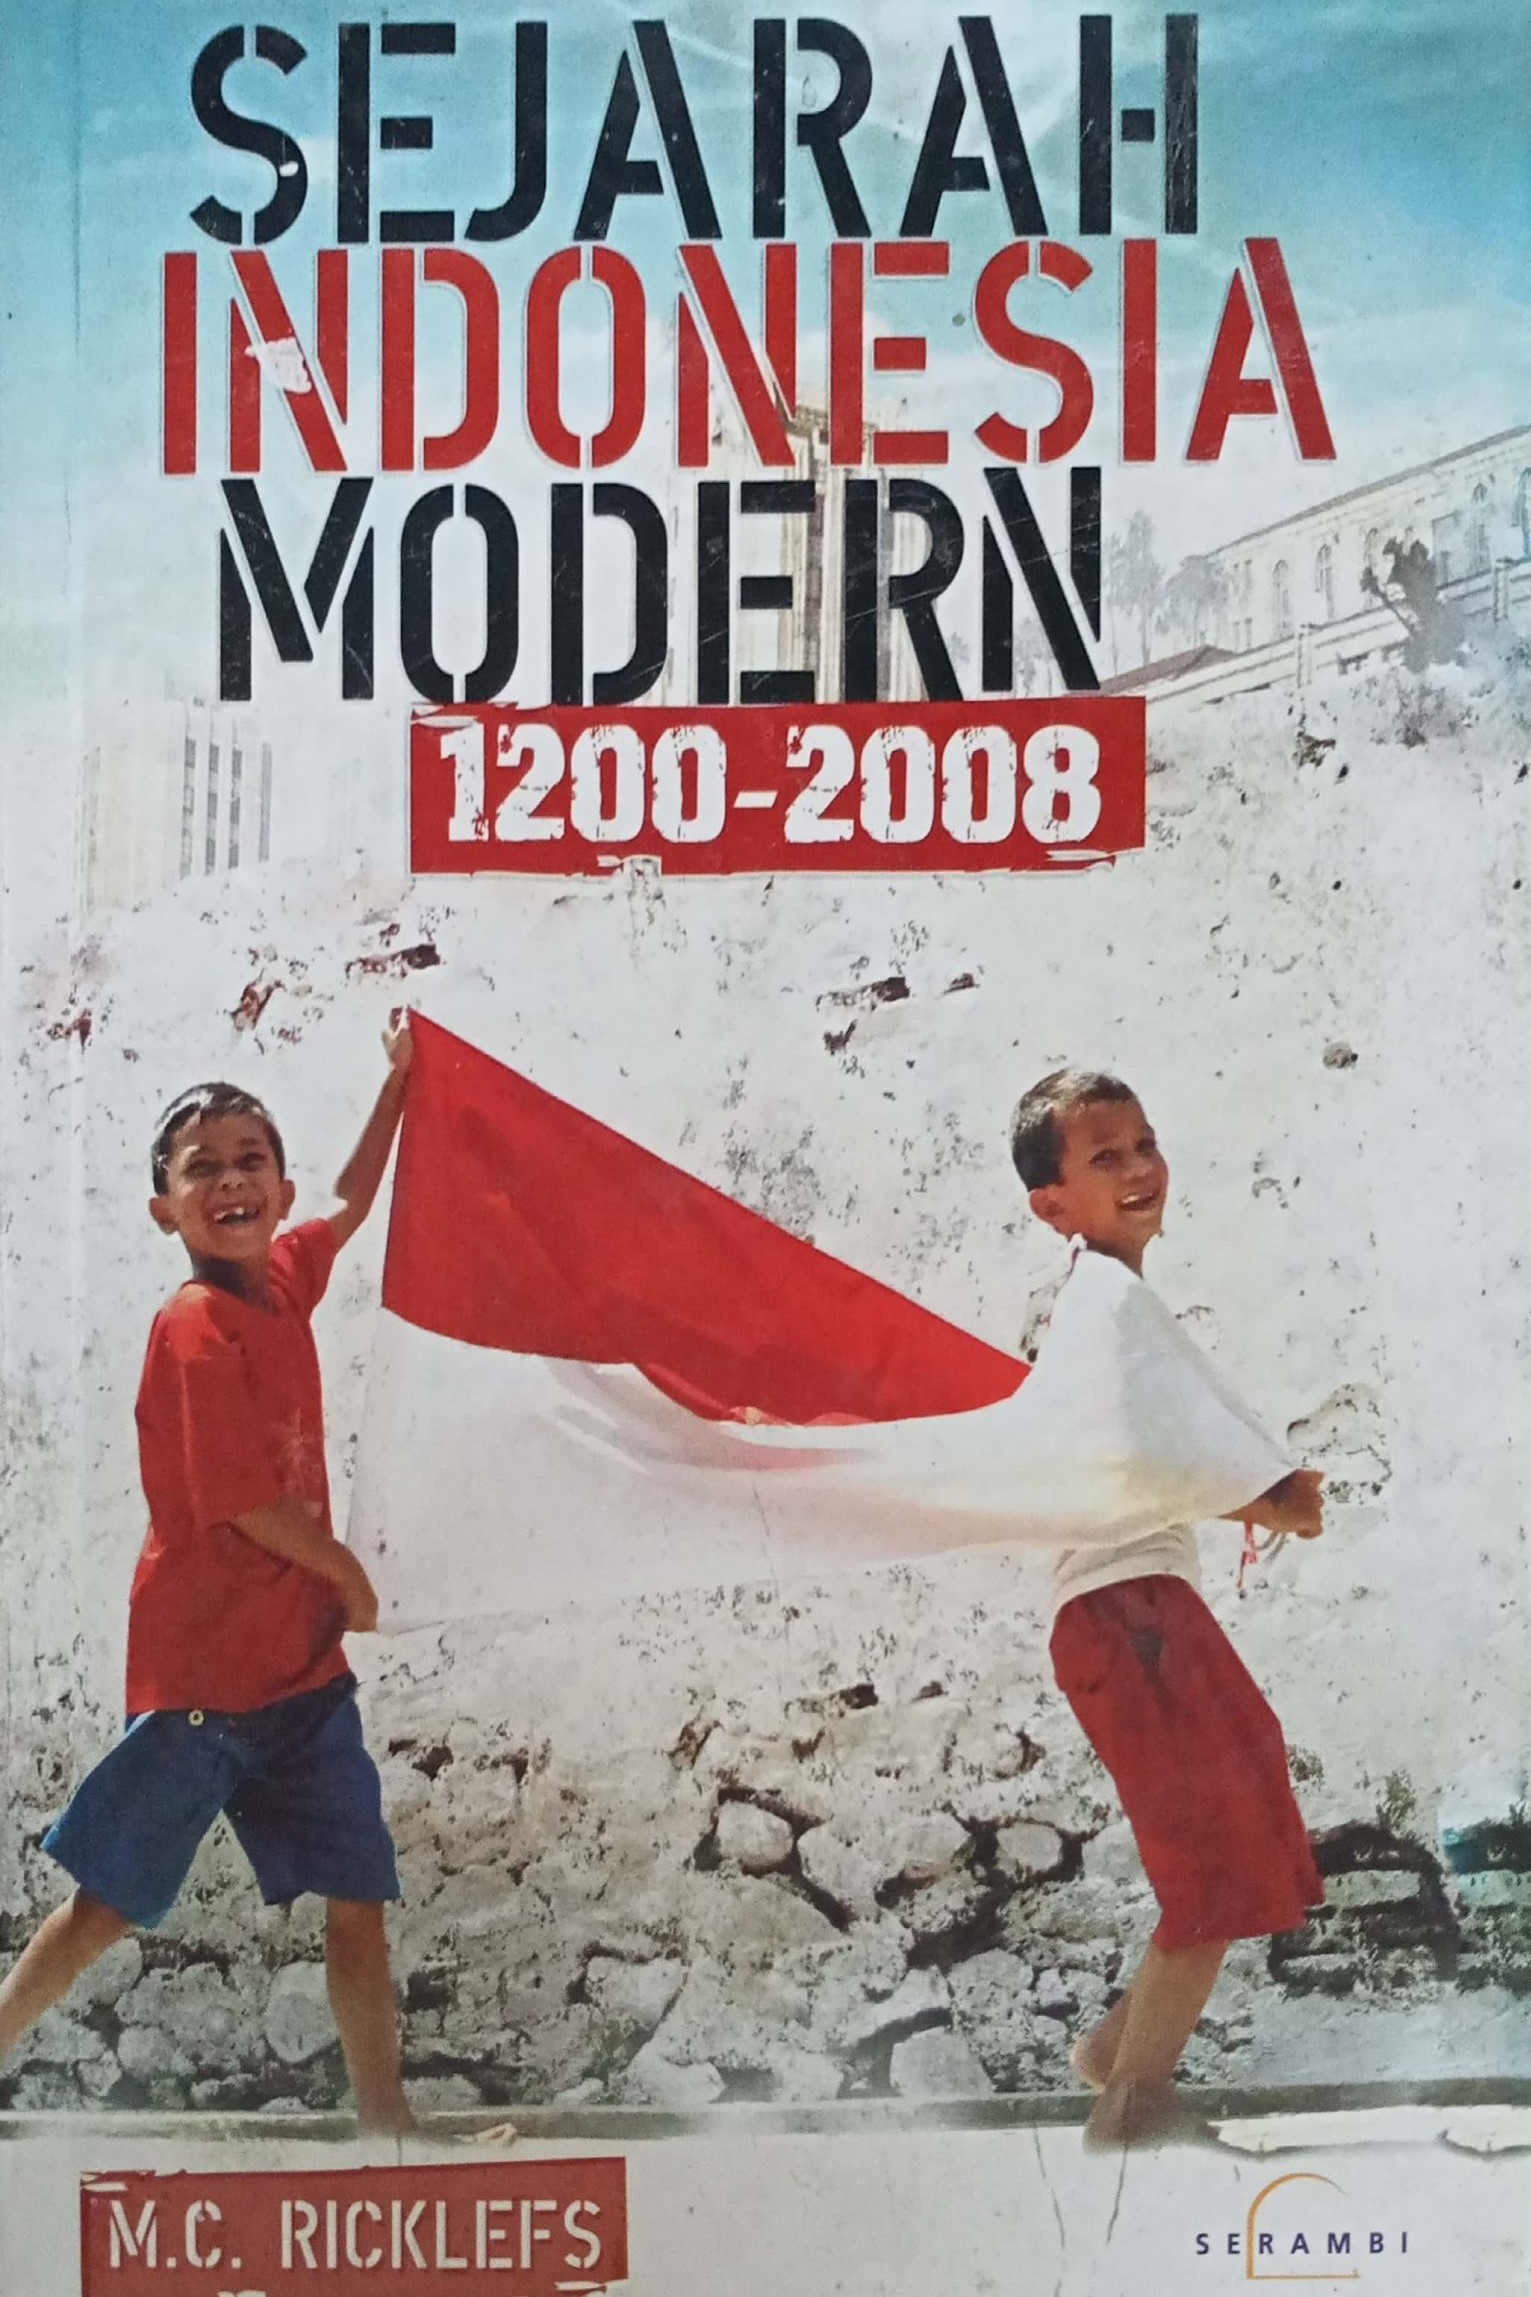 SEJARAH
INDONESIA
MODERN
1200-2008
M.C. RICKLEFS
SERAMBI